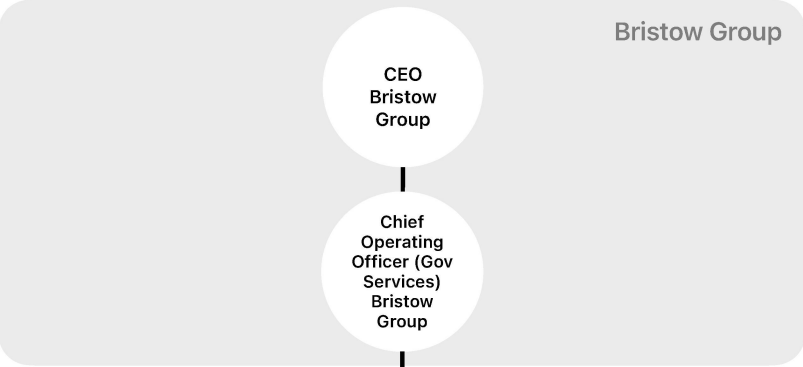 Bristow Group
CEO
Bristow
Group
Chief
Operating
Officer (Gov
Services)
Bristow
Group